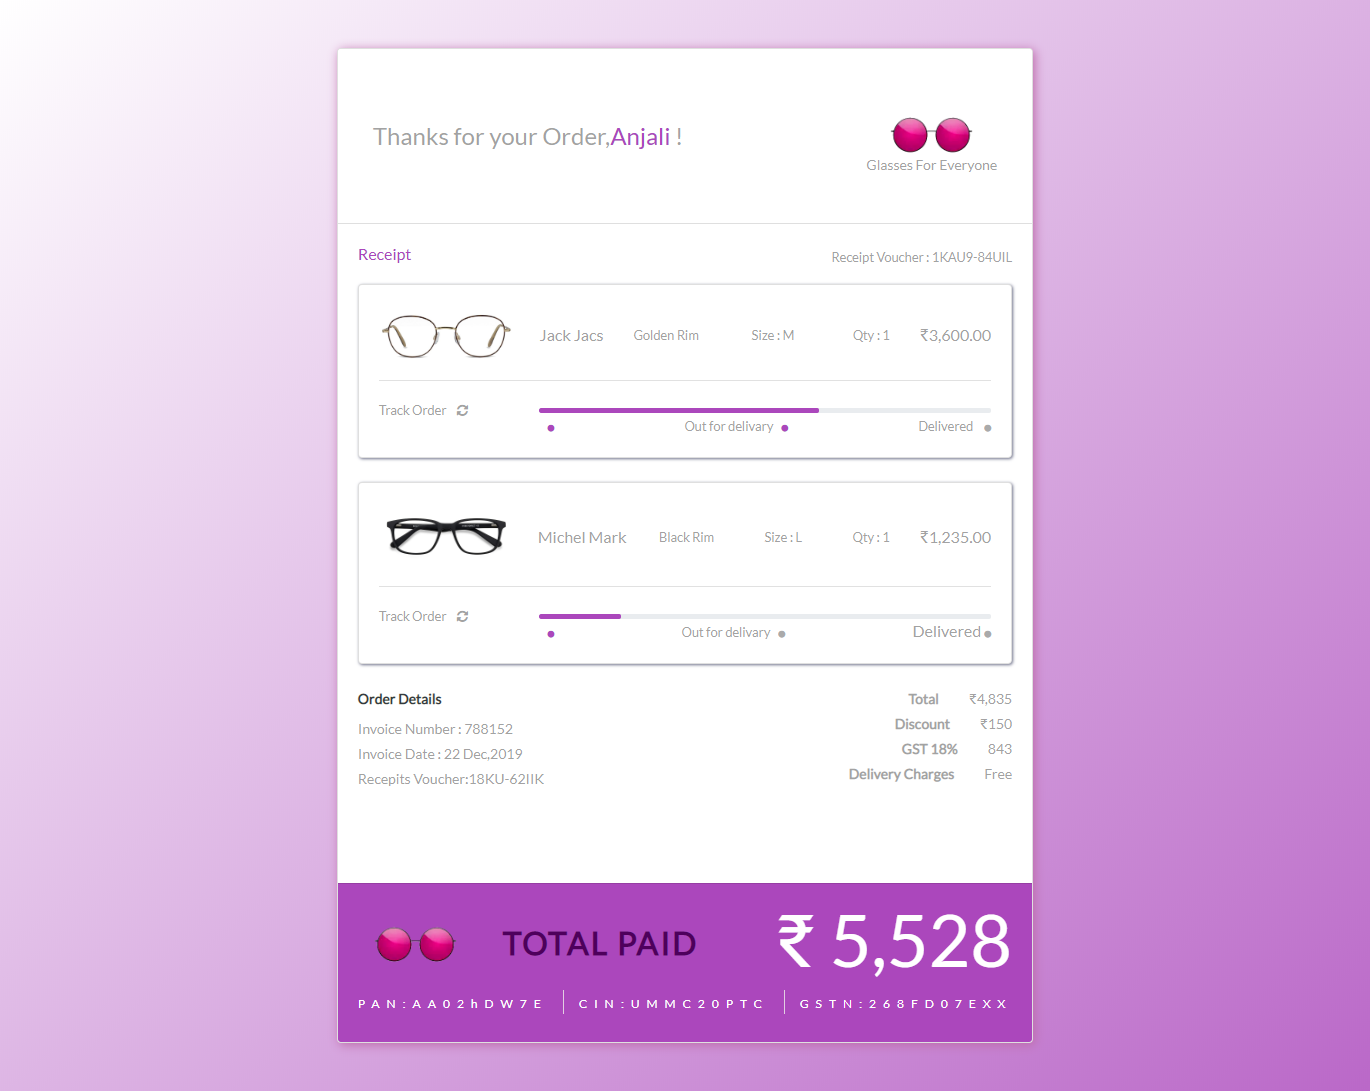 Thanks for your Order,Anjali !
Glasses For Everyone
Receipt
Receipt Voucher : 1KAU9-84UIL
Jack Jacs Golden Rim Size : M Qty : 1 ₹3,600.00
Track Order
Out for delivary Delivered
Michel Mark Black Rim Size : L Qty : 1 ₹1,235.00
Track Order
Out for delivary Delivered
Order Details
Invoice Number : 788152
Invoice Date : 22 Dec,2019
Recepits Voucher:18KU-62IIK
Total ₹4,835
Discount ₹150
GST 18% 843
Delivery Charges Free
TOTAL PAID ₹ 5,528
PAN:AA02hDW7E CIN:UMMC20PTC GSTN:268FD07EXX